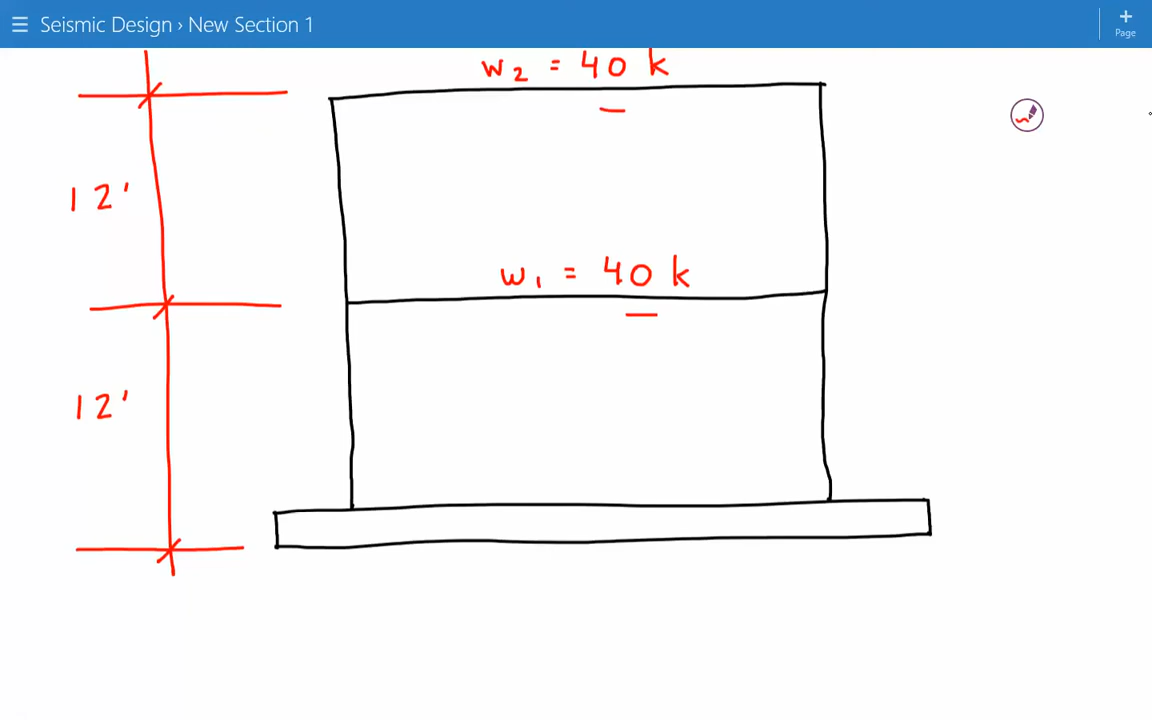 Seismic Design › New Section 1
+
Page
w₂ = 40 k
12'
w₁ = 40 k
12'